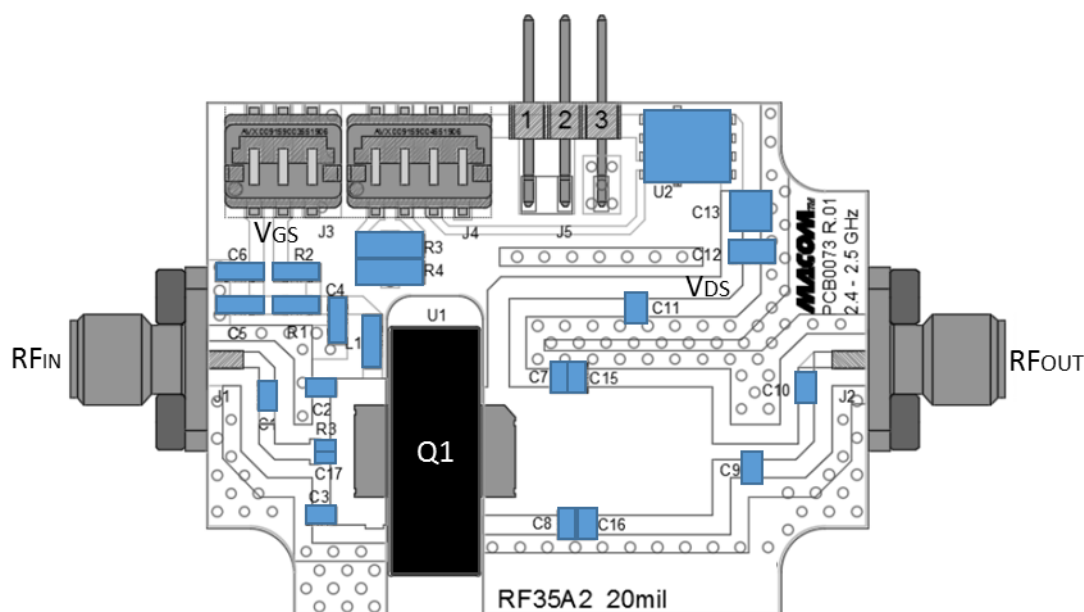 1 2 3
VGS
J3
J4
J5
U2
C13
C12
VDS
C11
MACOM™
PCB0073 R.01
2.4 - 2.5 GHz
C6
R2
R3
R4
C4
C5
R1
L1
U1
RFIN
RFOUT
J1
C1
C2
R3
C17
C3
Q1
C7
C15
C10
J2
C9
C8
C16
RF35A2 20mil